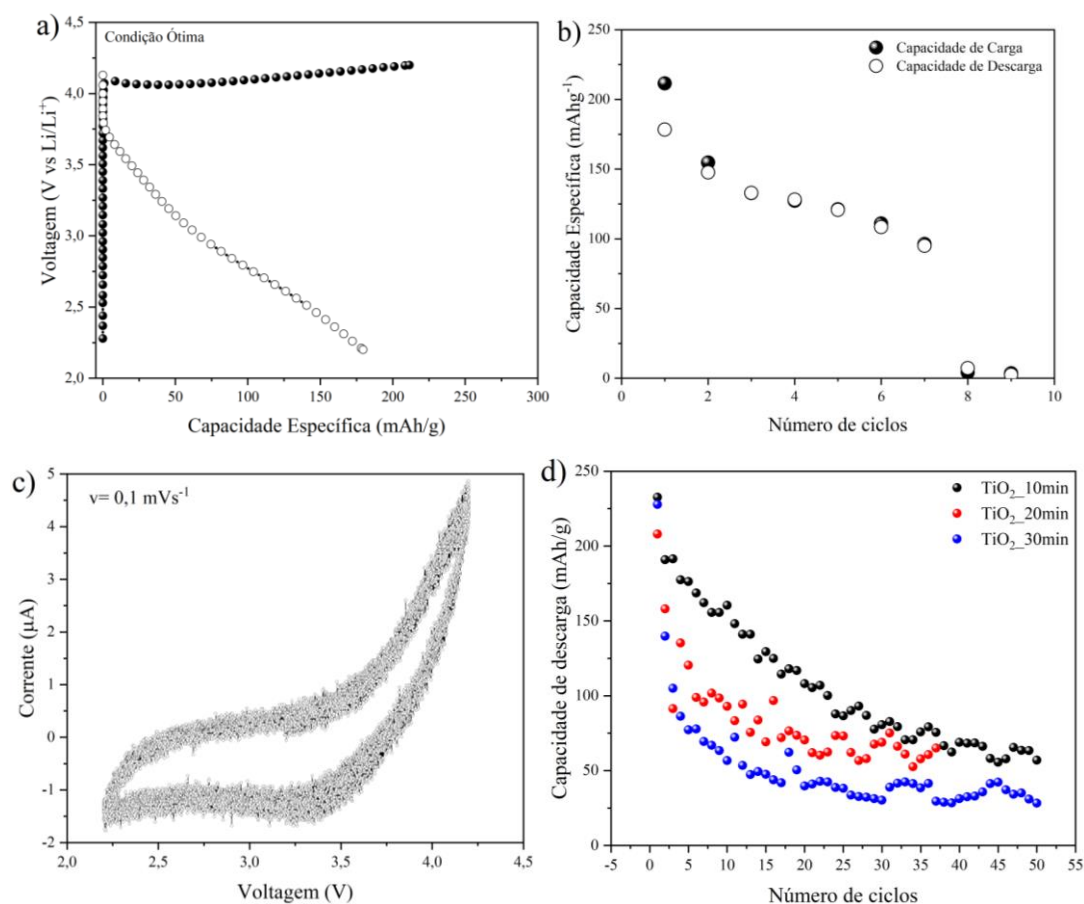 a)
Condição Ótima
4,5
4,0
3,5
3,0
2,5
2,0
Voltagem (V vs Li/Li⁺)
0 50 100 150 200 250 300
Capacidade Específica (mAh/g)
b)
Capacidade de Carga
Capacidade de Descarga
250
200
150
100
50
0
Capacidade Específica (mAhg⁻¹)
0 2 4 6 8 10
Número de ciclos
c)
v= 0,1 mVs⁻¹
5
4
3
2
1
0
-1
-2
Corrente (µA)
2,0 2,5 3,0 3,5 4,0 4,5
Voltagem (V)
d)
TiO₂_10min
TiO₂_20min
TiO₂_30min
250
200
150
100
50
0
Capacidade de descarga (mAh/g)
-5 0 5 10 15 20 25 30 35 40 45 50 55
Número de ciclos